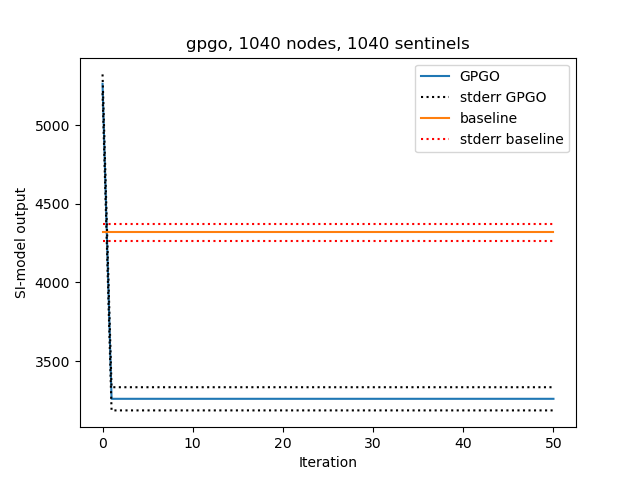 gpgo, 1040 nodes, 1040 sentinels
GPGO
stderr GPGO
baseline
stderr baseline
SI-model output
5000
4500
4000
3500
0 10 20 30 40 50
Iteration